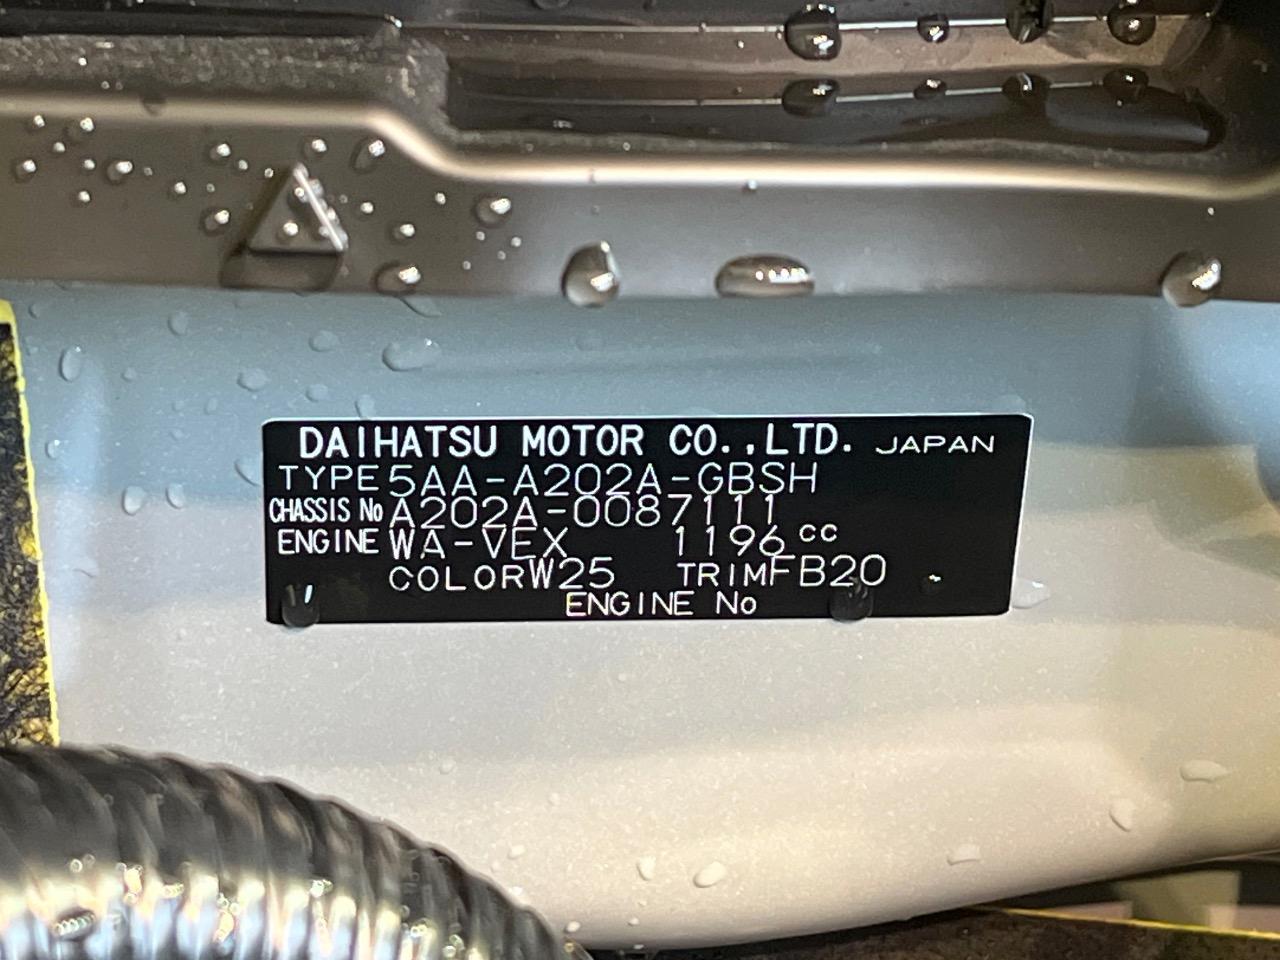 DAIHATSU MOTOR CO.,LTD. JAPAN
TYPE 5AA-A202A-GBSH
CHASSIS No A202A-0087111
ENGINE WA-VEX 1196cc
COLOR W25 TRIM FB20
ENGINE No